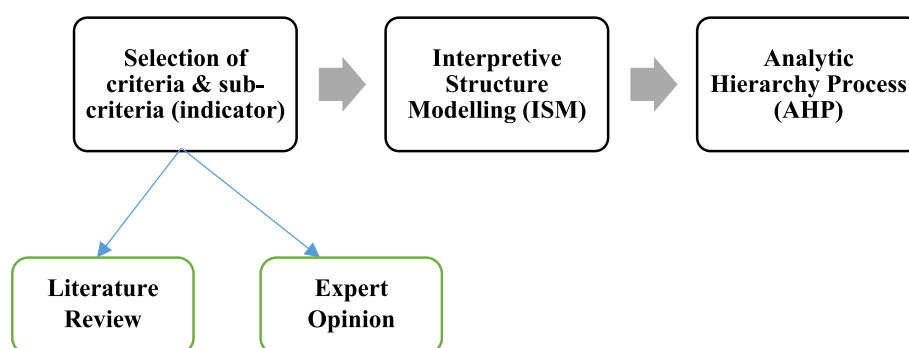 Selection of
criteria & sub-
criteria (indicator)
Interpretive
Structure
Modelling (ISM)
Analytic
Hierarchy Process
(AHP)
Literature
Review
Expert
Opinion